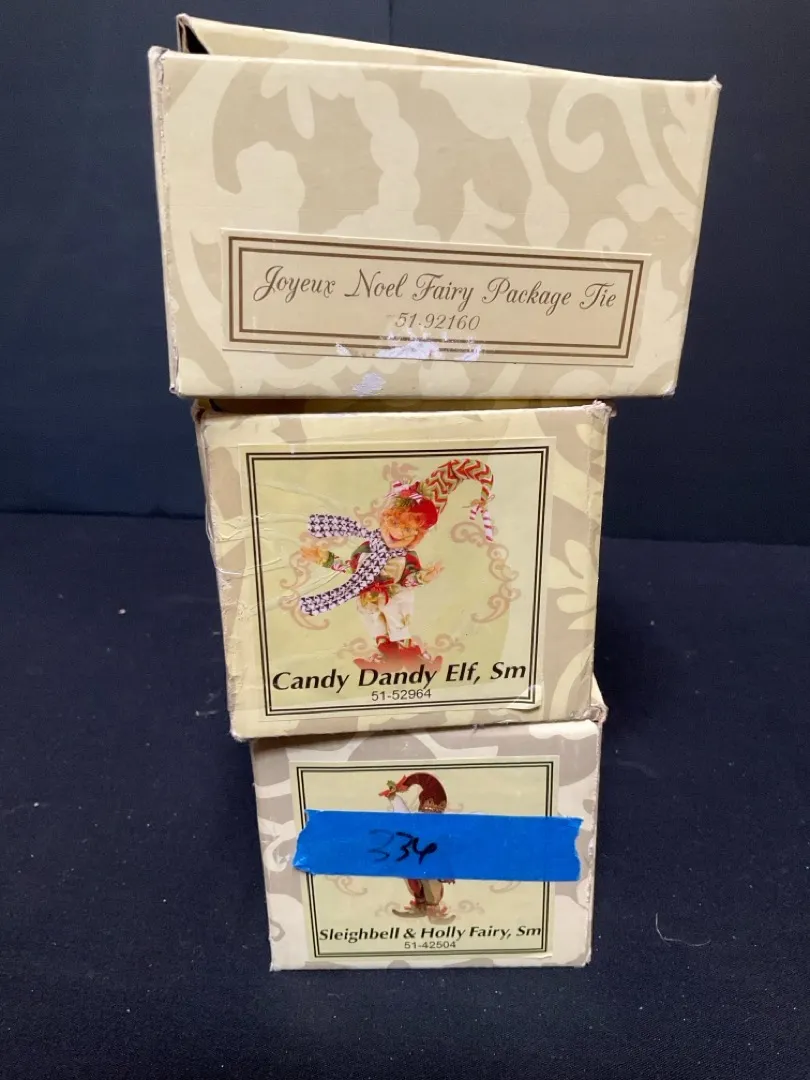 Joyeux Noel Fairy Package Tie
51-92160
Candy Dandy Elf, Sm
51-52964
334
Sleighbell & Holly Fairy, Sm
51-42504